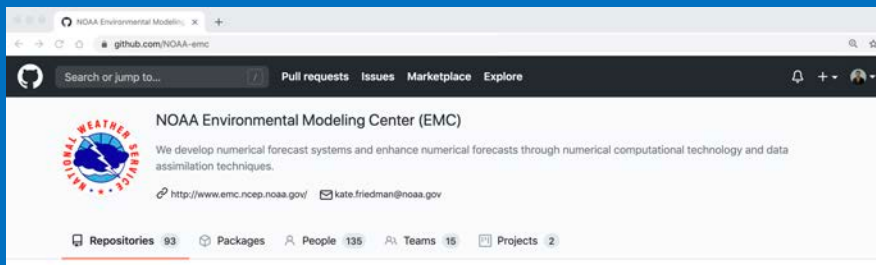 NOAA Environmental Modeling
github.com/NOAA-emc
Search or jump to... / Pull requests Issues Marketplace Explore
NOAA Environmental Modeling Center (EMC)
We develop numerical forecast systems and enhance numerical forecasts through numerical computational technology and data
assimilation techniques.
http://www.emc.ncep.noaa.gov/ kate.friedman@noaa.gov
NATIONAL WEATHER SERVICE
Repositories 93 Packages People 135 Teams 15 Projects 2